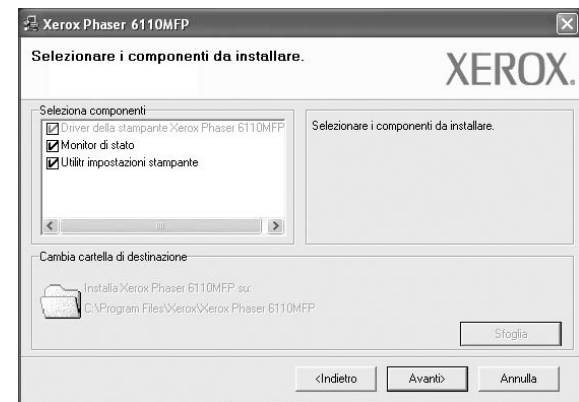 Xerox Phaser 6110MFP
Selezionare i componenti da installare.
XEROX.
Seleziona componenti
Driver della stampante Xerox Phaser 6110MFP
Monitor di stato
Utilitr impostazioni stampante
Selezionare i componenti da installare.
Cambia cartella di destinazione
Installa Xerox Phaser 6110MFP su:
C:\Program Files\Xerox\Xerox Phaser 6110MFP
Sfoglia
<Indietro
Avanti>
Annulla